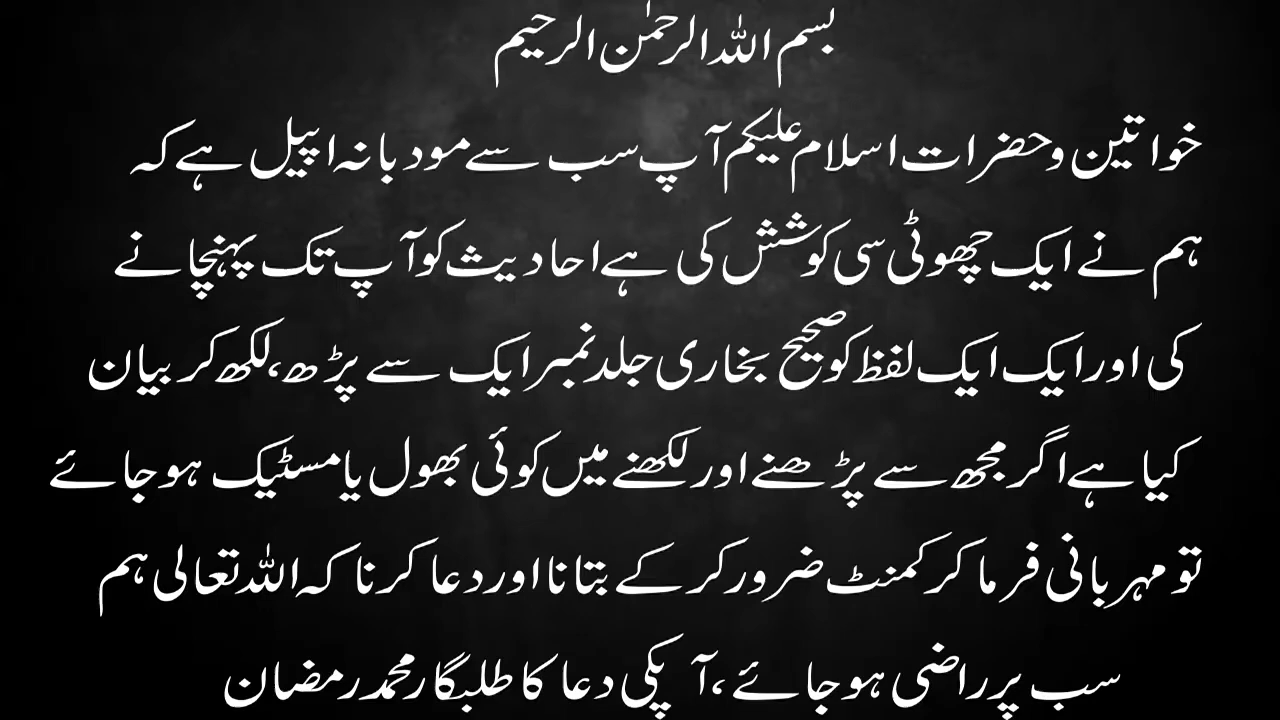 بسم اللہ الرحمٰن الرحیم
خواتین و حضرات اسلام علیکم آپ سب سے مودبانہ اپیل ہے کہ
ہم نے ایک چھوٹی سی کوشش کی ہے احادیث کو آپ تک پہنچانے
کی اور ایک ایک لفظ کو صحیح بخاری جلد نمبر ایک سے پڑھ، لکھ کر بیان
کیا ہے اگر مجھ سے پڑھنے اور لکھنے میں کوئی بھول یا مسٹیک ہو جائے
تو مہربانی فرما کر کمنٹ ضرور کر کے بتانا اور دعا کرنا کہ اللہ تعالی ہم
سب پر راضی ہو جائے ، آپکی دعا کا طلبگار محمد رمضان